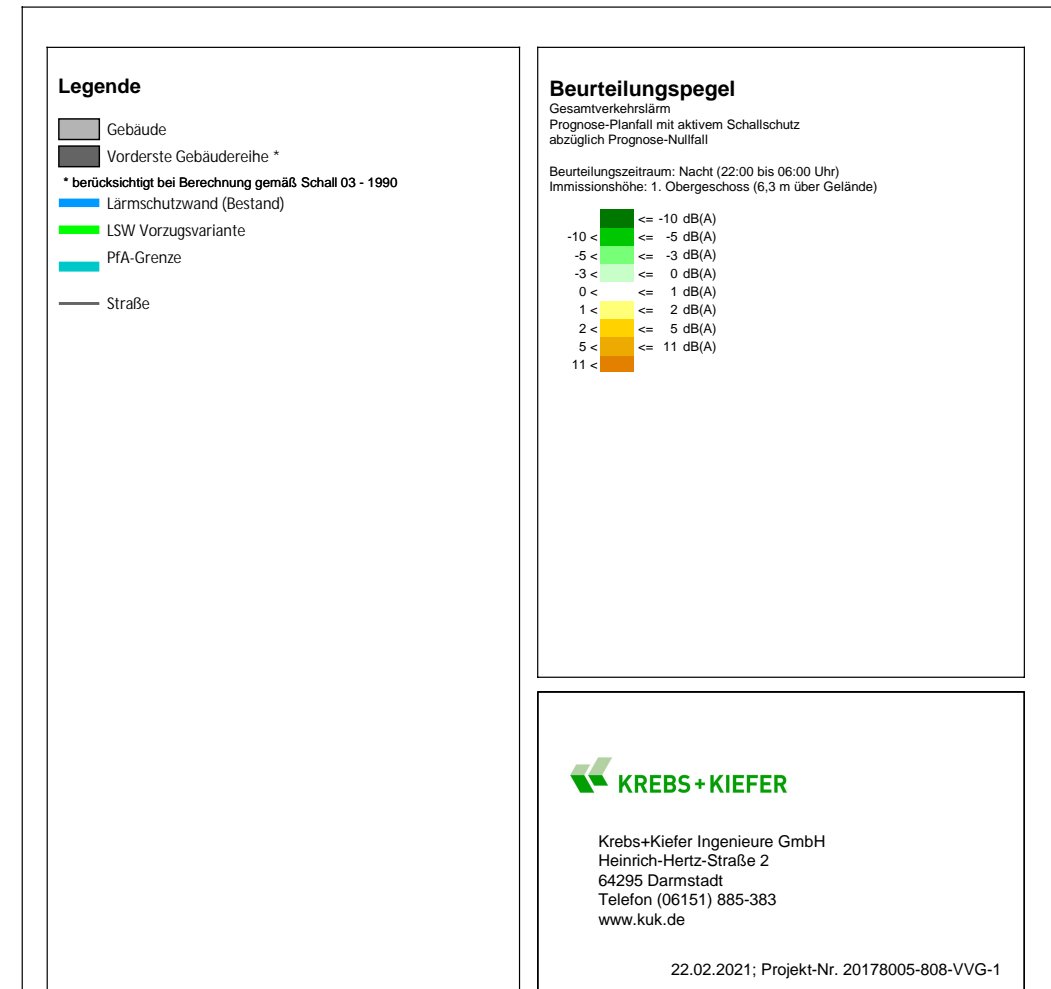 Legende
Gebäude
Vorderste Gebäudereihe *
* berücksichtigt bei Berechnung gemäß Schall 03 - 1990
Lärmschutzwand (Bestand)
LSW Vorzugsvariante
PfA-Grenze
Straße
Beurteilungspegel
Gesamtverkehrslärm
Prognose-Planfall mit aktivem Schallschutz
abzüglich Prognose-Nullfall
Beurteilungszeitraum: Nacht (22:00 bis 06:00 Uhr)
Immissionshöhe: 1. Obergeschoss (6,3 m über Gelände)
<= -10 dB(A)
-10 < <= -5 dB(A)
-5 < <= -3 dB(A)
-3 < <= 0 dB(A)
0 < <= 1 dB(A)
1 < <= 2 dB(A)
2 < <= 5 dB(A)
5 < <= 11 dB(A)
11 <
KREBS+KIEFER
Krebs+Kiefer Ingenieure GmbH
Heinrich-Hertz-Straße 2
64295 Darmstadt
Telefon (06151) 885-383
www.kuk.de
22.02.2021; Projekt-Nr. 20178005-808-VVG-1